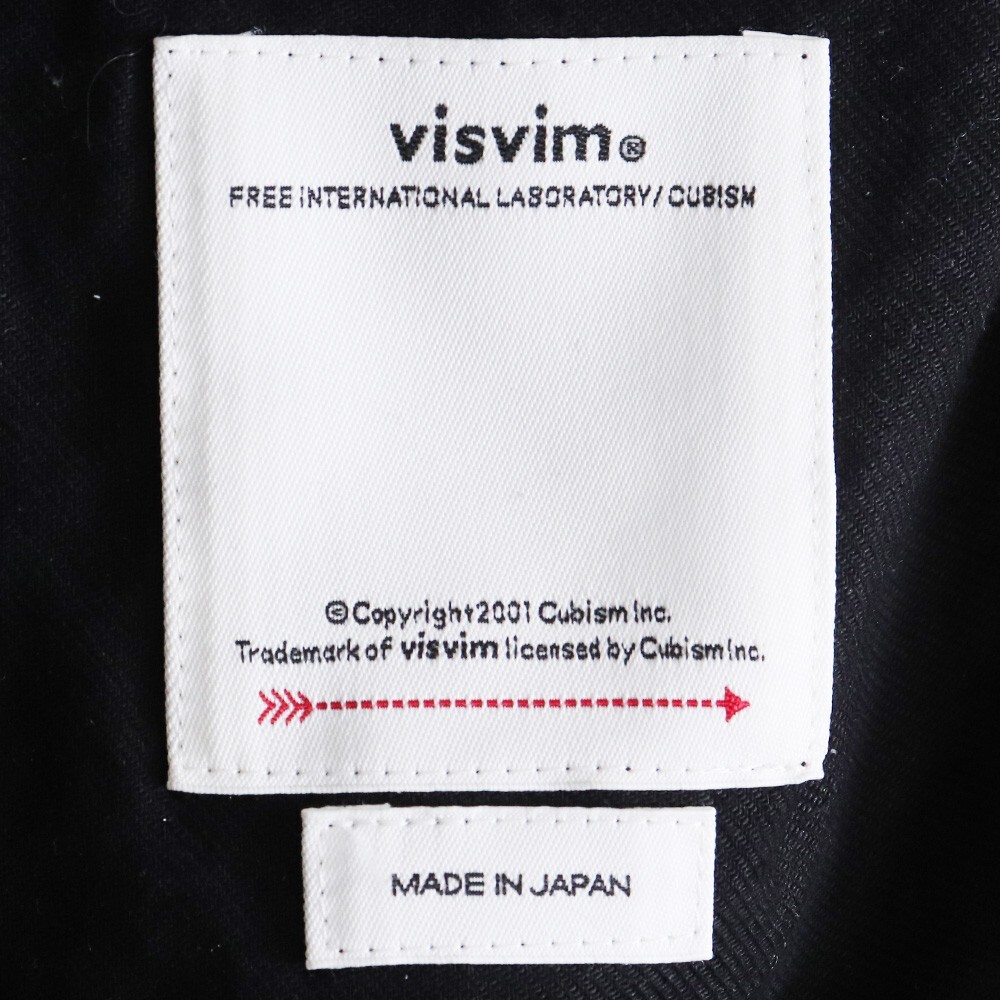 visvim®
FREE INTERNATIONAL LABORATORY/CUBISM
©Copyright2001 Cubism Inc.
Trademark of visvim licensed by Cubism Inc.
MADE IN JAPAN